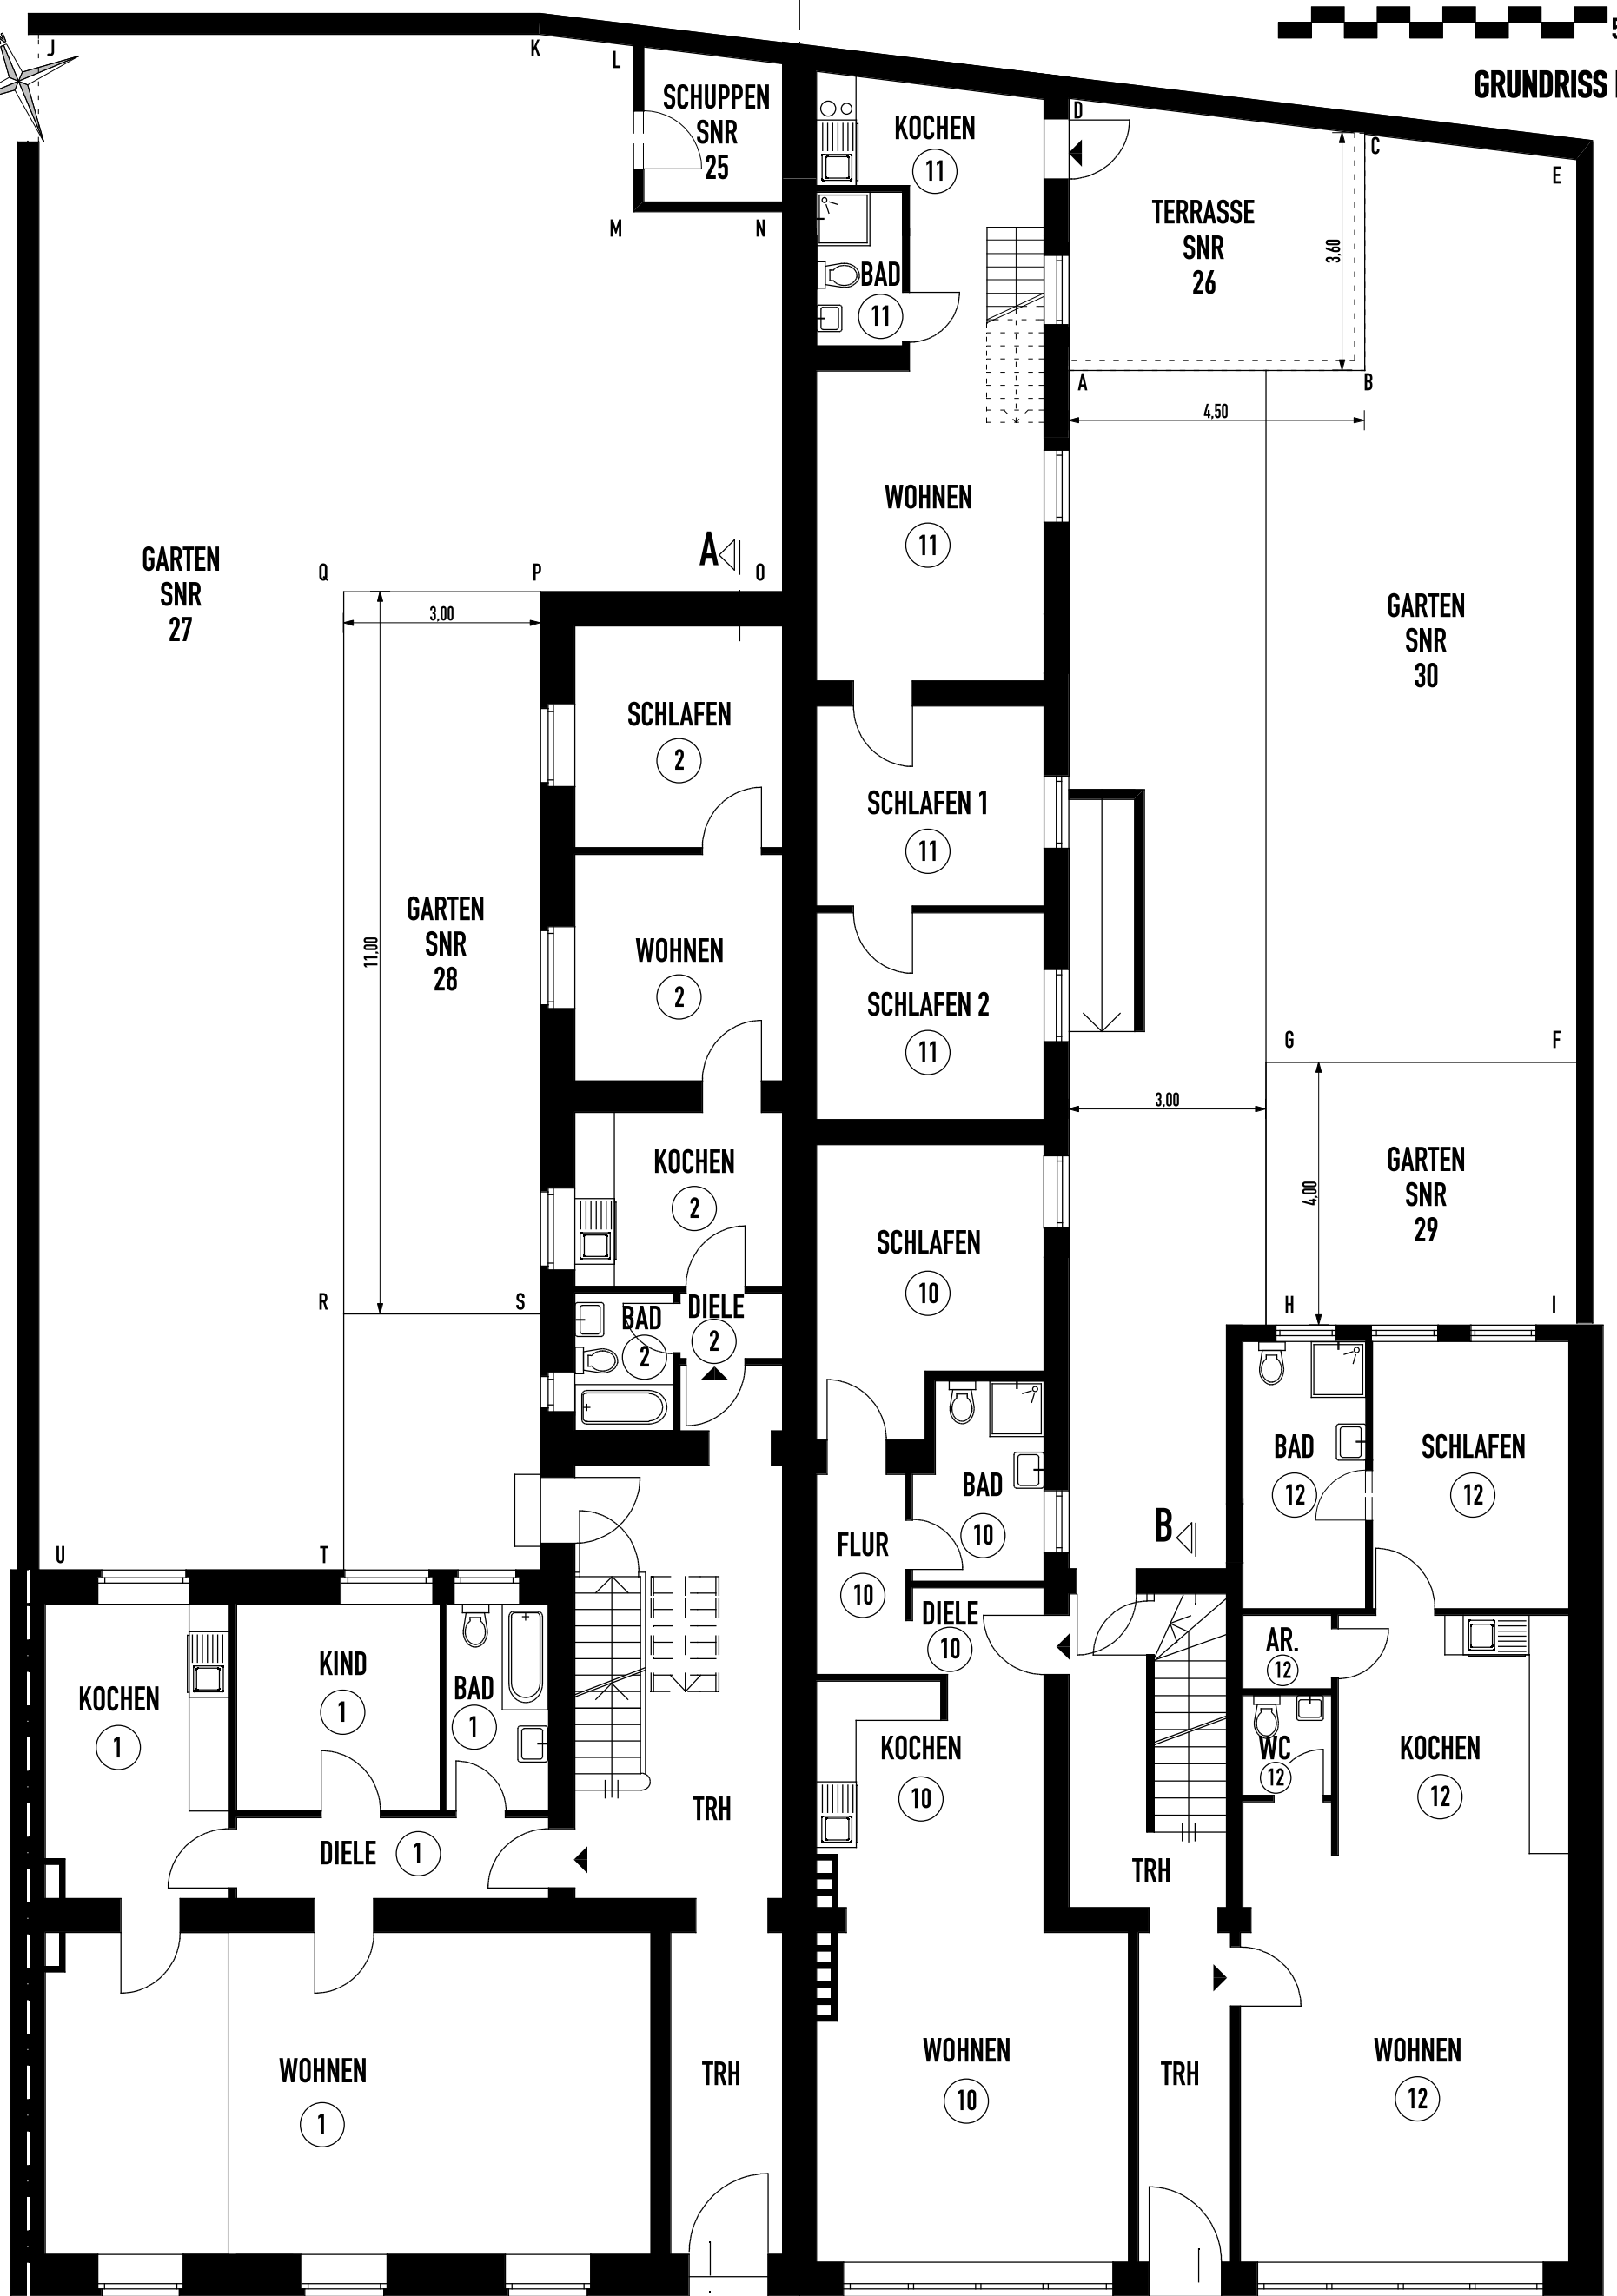 N
5
GRUNDRISS
J
K
L
SCHUPPEN
SNR
25
M
N
KOCHEN
11
D
C
E
TERRASSE
SNR
26
3,60
BAD
11
A
B
4,50
WOHNEN
11
A
GARTEN
SNR
27
Q
P
O
3,00
GARTEN
SNR
30
SCHLAFEN
2
SCHLAFEN 1
11
GARTEN
SNR
28
11,00
WOHNEN
2
SCHLAFEN 2
11
G
F
3,00
KOCHEN
2
GARTEN
SNR
29
4,00
SCHLAFEN
10
R
S
BAD
2
DIELE
2
H
I
BAD
12
SCHLAFEN
12
BAD
10
FLUR
10
B
U
T
DIELE
10
AR.
12
KIND
1
BAD
1
KOCHEN
1
KOCHEN
10
WC
12
KOCHEN
12
TRH
DIELE
1
TRH
WOHNEN
1
TRH
WOHNEN
10
TRH
WOHNEN
12